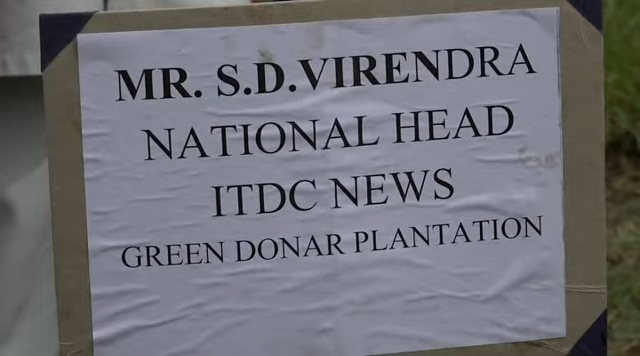 MR. S.D.VIRENDRA
NATIONAL HEAD
ITDC NEWS
GREEN DONAR PLANTATION